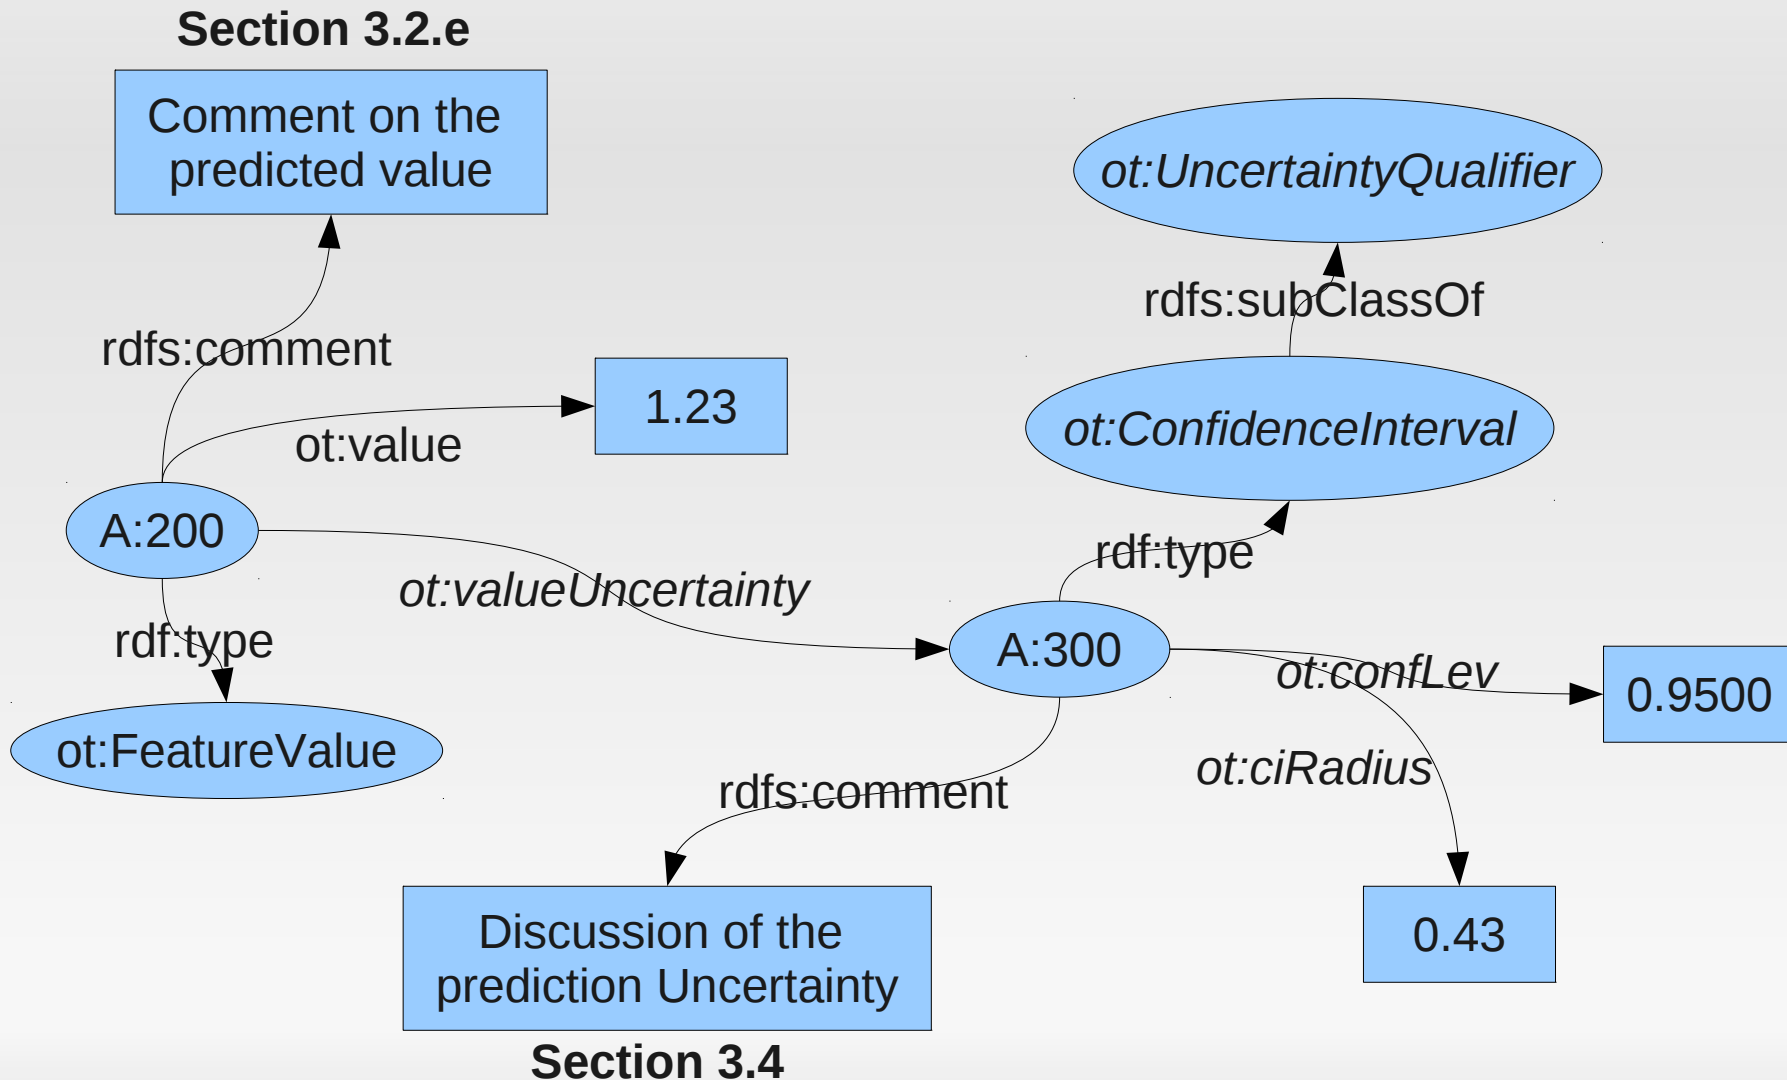 Section 3.2.e
Comment on the
predicted value
ot:UncertaintyQualifier
rdfs:subClassOf
rdfs:comment
1.23
ot:value
ot:ConfidenceInterval
A:200
rdf:type
ot:valueUncertainty
rdf:type
A:300
ot:confLev
0.9500
ot:FeatureValue
ot:ciRadius
rdfs:comment
Discussion of the
prediction Uncertainty
0.43
Section 3.4